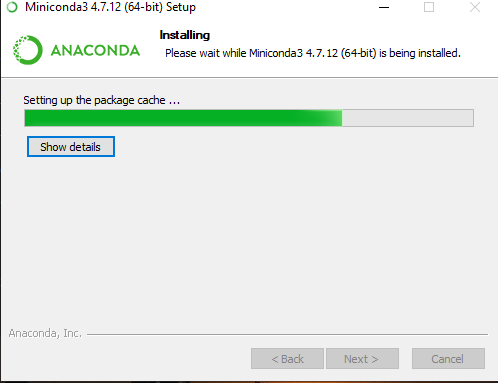 Miniconda3 4.7.12 (64-bit) Setup
ANACONDA
Installing
Please wait while Miniconda3 4.7.12 (64-bit) is being installed.
Setting up the package cache ...
Show details
Anaconda, Inc.
< Back
Next >
Cancel